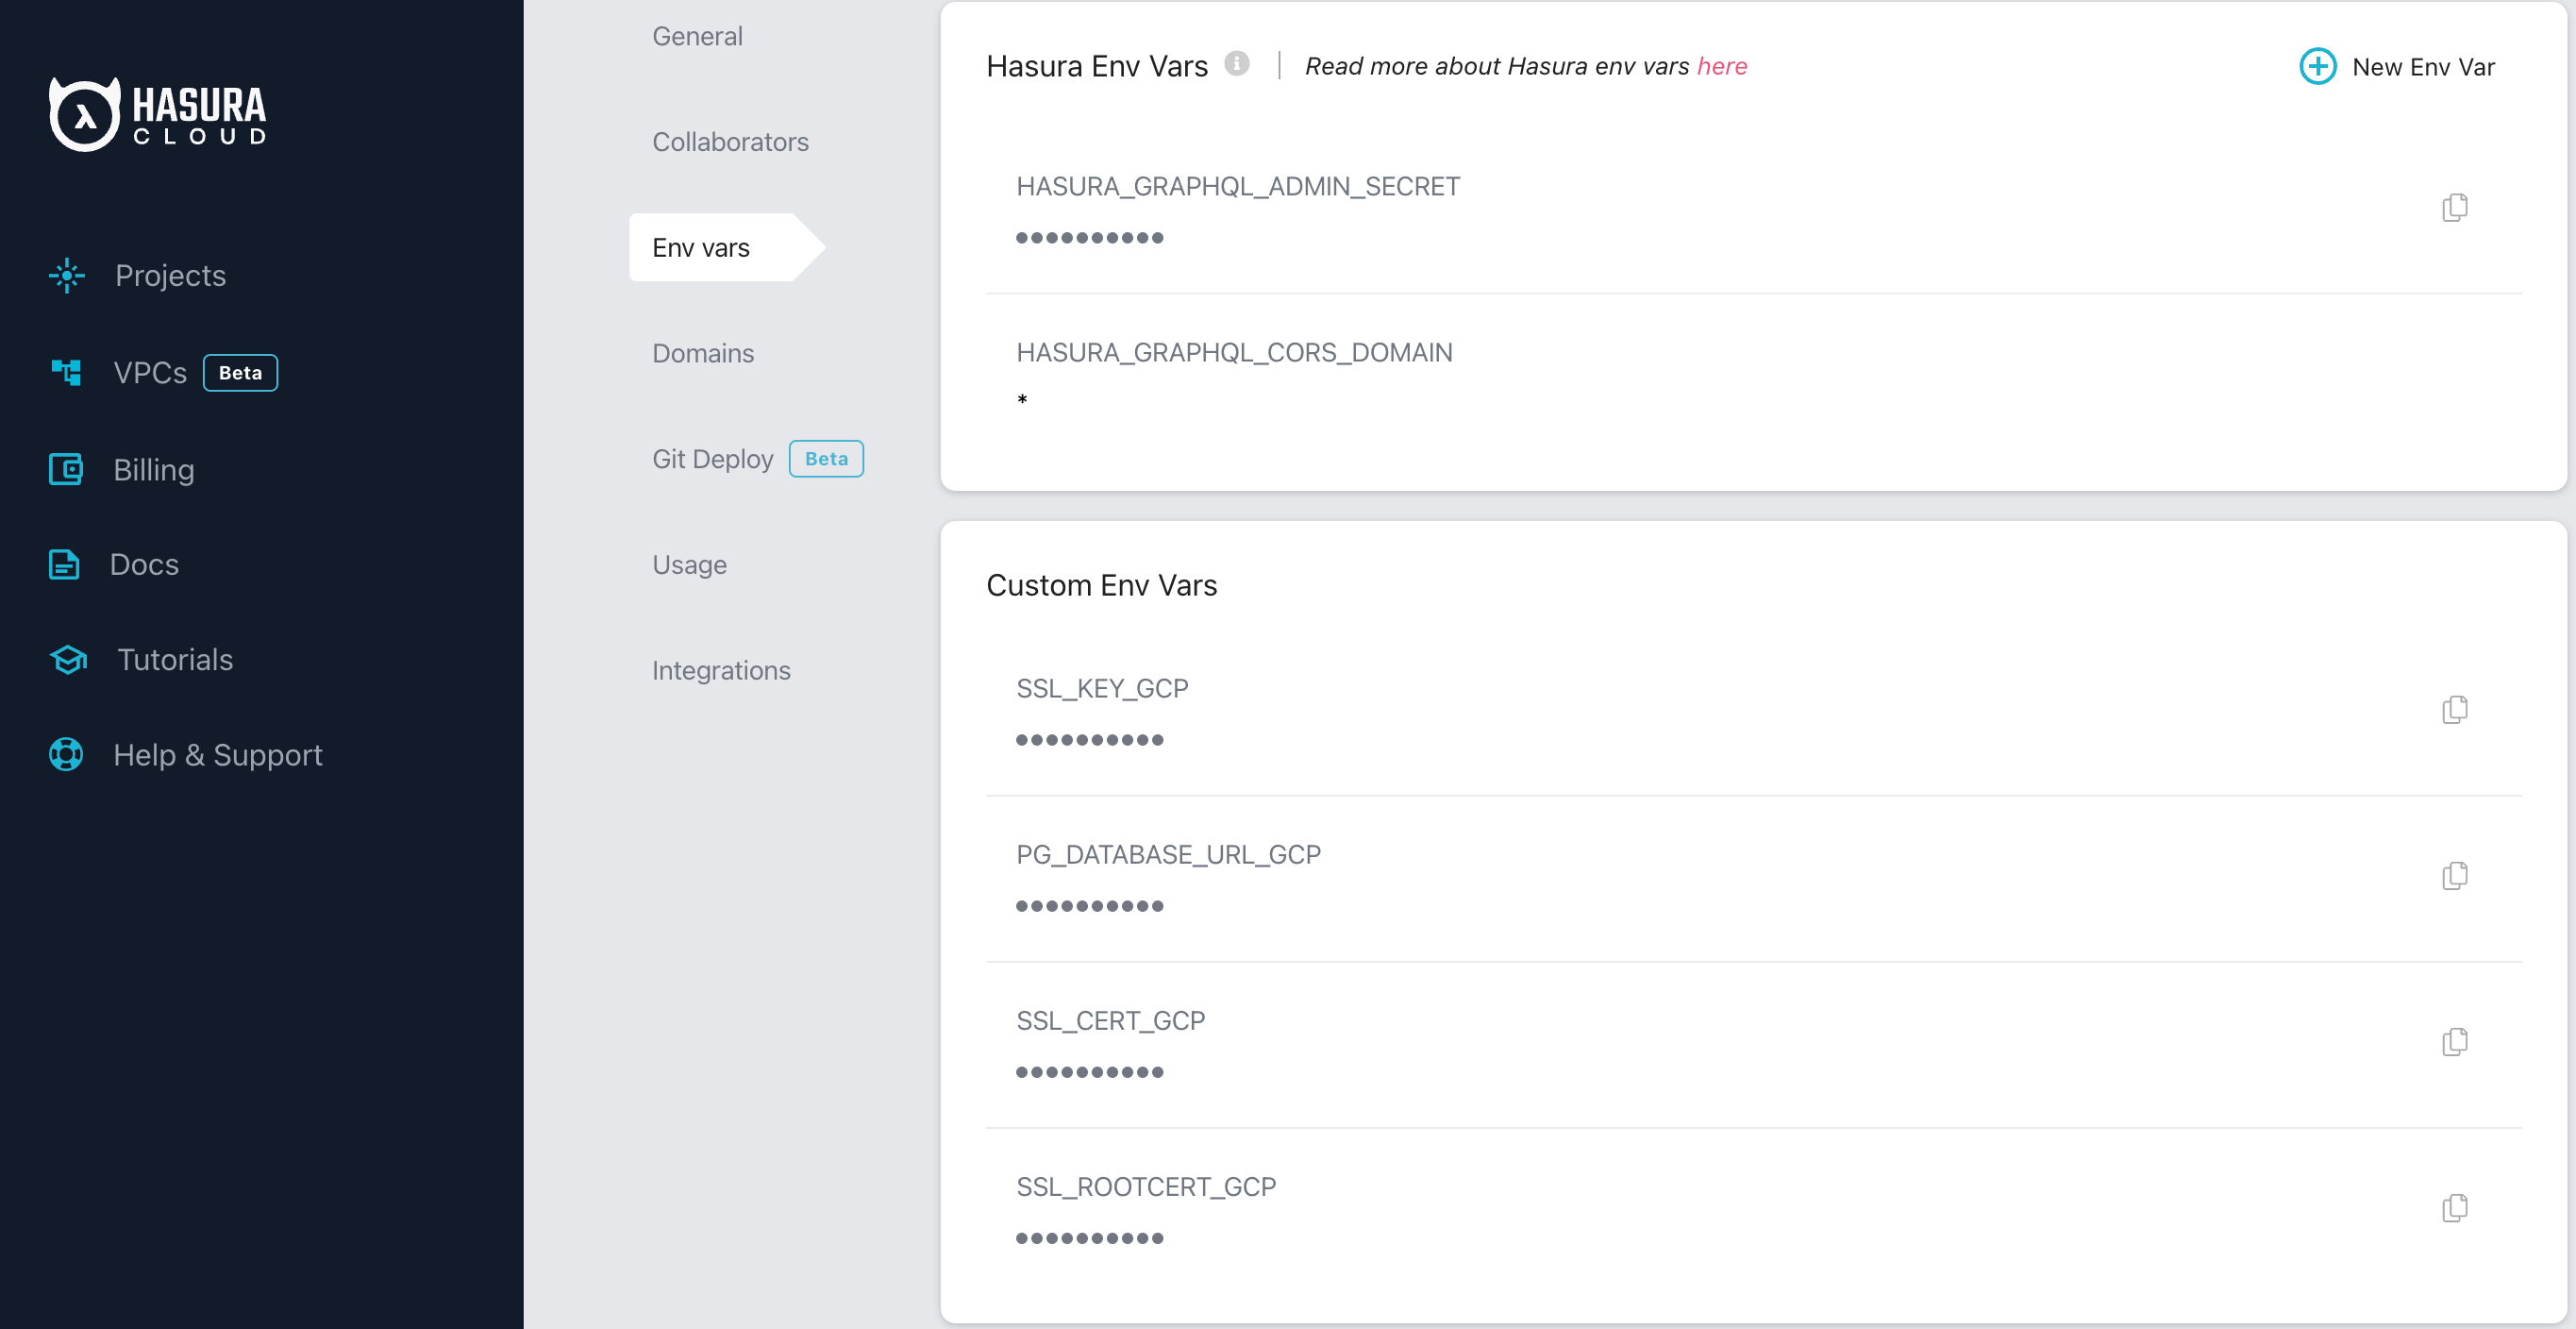 HASURA
CLOUD
Projects
VPCs Beta
Billing
Docs
Tutorials
Help & Support
General
Collaborators
Env vars
Domains
Git Deploy Beta
Usage
Integrations
Hasura Env Vars | Read more about Hasura env vars here
New Env Var
HASURA_GRAPHQL_ADMIN_SECRET
••••••••••
HASURA_GRAPHQL_CORS_DOMAIN
*
Custom Env Vars
SSL_KEY_GCP
••••••••••
PG_DATABASE_URL_GCP
••••••••••
SSL_CERT_GCP
••••••••••
SSL_ROOTCERT_GCP
••••••••••